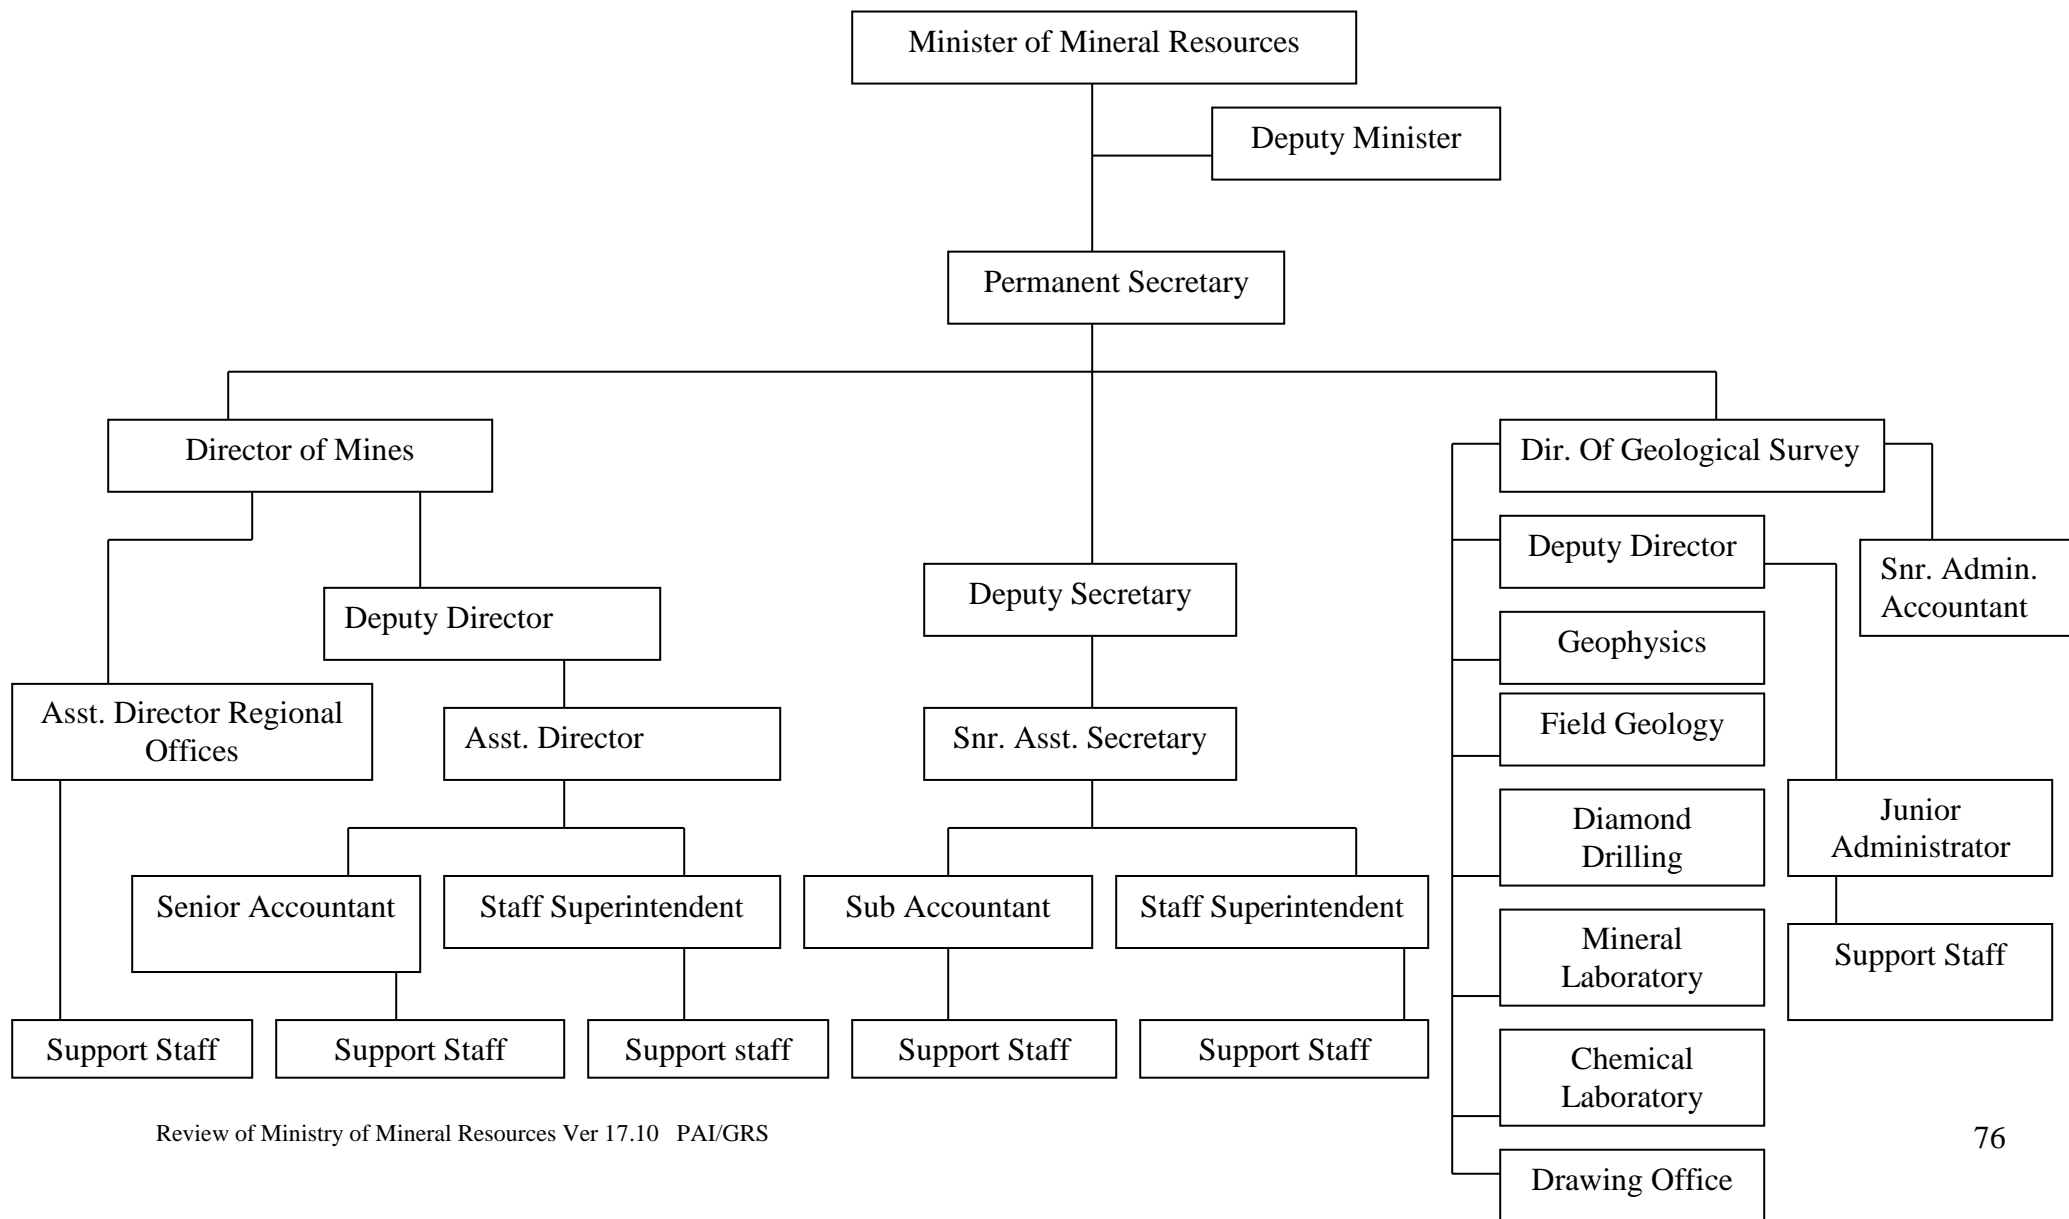 Minister of Mineral Resources
Deputy Minister
Permanent Secretary
Director of Mines
Dir. Of Geological Survey
Deputy Director
Snr. Admin.
Accountant
Deputy Director
Deputy Secretary
Geophysics
Asst. Director Regional
Offices
Asst. Director
Snr. Asst. Secretary
Field Geology
Diamond
Drilling
Junior
Administrator
Senior Accountant
Staff Superintendent
Sub Accountant
Staff Superintendent
Mineral
Laboratory
Support Staff
Support Staff
Support Staff
Support staff
Support Staff
Support Staff
Chemical
Laboratory
Drawing Office
Review of Ministry of Mineral Resources Ver 17.10   PAI/GRS
76